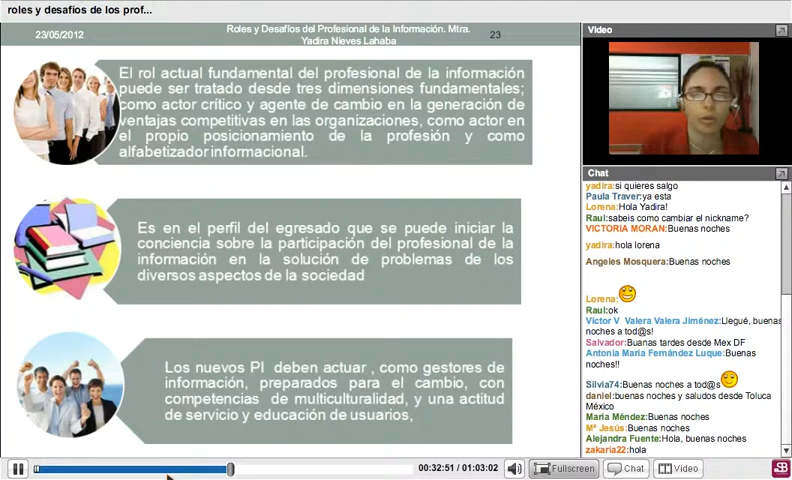 roles y desafíos de los prof...
23/05/2012
Roles y Desafíos del Profesional de la Información. Mtra.
Yadira Nieves Lahaba
23
El rol actual fundamental del profesional de la información
puede ser tratado desde tres dimensiones fundamentales;
como actor crítico y agente de cambio en la generación de
ventajas competitivas en las organizaciones, como actor en
el propio posicionamiento de la profesión y como
alfabetizador informacional.
Es en el perfil del egresado que se puede iniciar la
conciencia sobre la participación del profesional de la
información en la solución de problemas de los
diversos aspectos de la sociedad
Los nuevos PI deben actuar , como gestores de
información, preparados para el cambio, con
competencias de multiculturalidad, y una actitud
de servicio y educación de usuarios,
Video
Chat
yadira:si quieres salgo
Paula Traver:ya esta
Lorena:Hola Yadira!
Raul:sabeis como cambiar el nickname?
VICTORIA MORAN:Buenas noches
yadira:hola lorena
Angeles Mosquera:Buenas noches
Lorena:
Raul:ok
Victor V Valera Valera Jiménez:Llegué, buenas
noches a tod@s!
Salvador:Buanas tardes desde Mex DF
Antonia María Fernández Luque:Buenas
noches!!
Silvia74:Buenas noches a tod@s
daniel:buenas noches y saludos desde Toluca
México
Maria Méndez:Buenas noches
Mª Jesús:Buenas noches
Alejandra Fuente:Hola, buenas noches
zakaria22:hola
00:32:51 / 01:03:02
Fullscreen
Chat
Video
SB